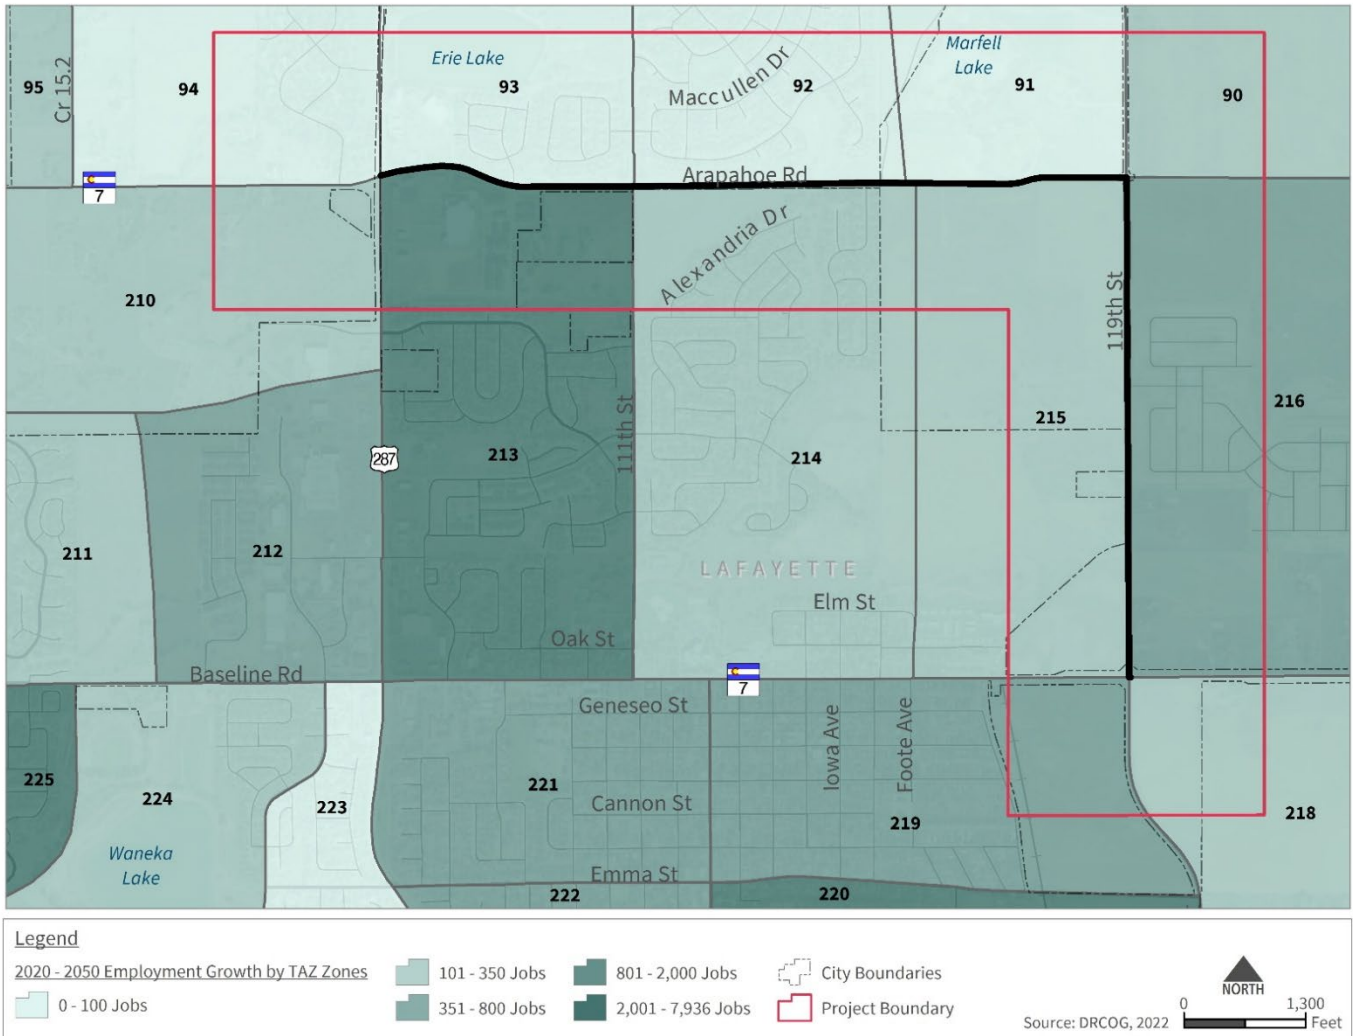 Erie Lake
Marfell
Lake
95
Cr 15.2
94
93
Maccullen Dr
92
91
90
7
Arapahoe Rd
Alexandria Dr
210
119th St
111th St
287
213
214
215
216
211
212
LAFAYETTE
Elm St
Oak St
Baseline Rd
7
Geneseo St
Iowa Ave
Foote Ave
225
224
223
221
Cannon St
219
218
Waneka
Lake
Emma St
222
220
Legend
2020 - 2050 Employment Growth by TAZ Zones
0 - 100 Jobs
101 - 350 Jobs
351 - 800 Jobs
801 - 2,000 Jobs
2,001 - 7,936 Jobs
City Boundaries
Project Boundary
NORTH
0 1,300
Feet
Source: DRCOG, 2022